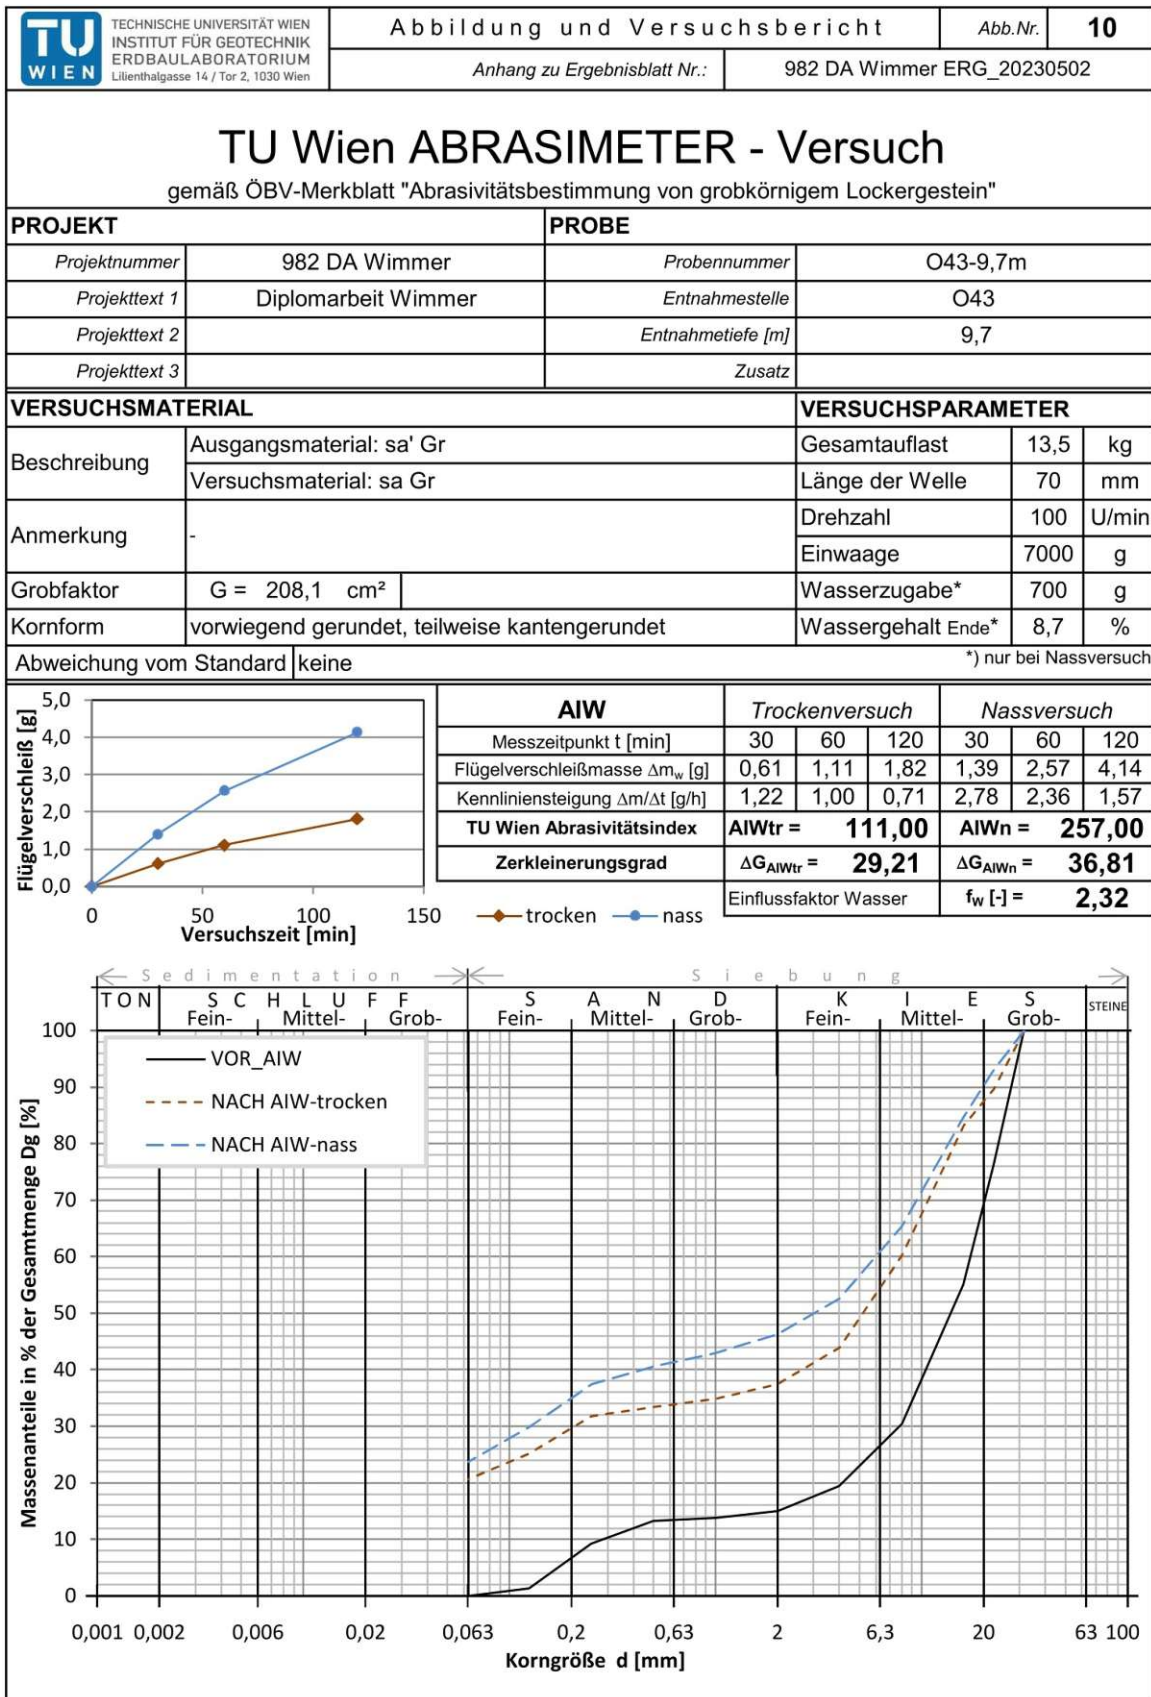 TU
WIEN
TECHNISCHE UNIVERSITÄT WIEN
INSTITUT FÜR GEOTECHNIK
ERDBAULABORATORIUM
Lilienthalgasse 14 / Tor 2, 1030 Wien
Abbildung und Versuchsbericht Abb.Nr. 10
Anhang zu Ergebnisblatt Nr.: 982 DA Wimmer ERG_20230502
TU Wien ABRASIMETER - Versuch
gemäß ÖBV-Merkblatt "Abrasivitätsbestimmung von grobkörnigem Lockergestein"
PROJEKT PROBE
Projektnummer 982 DA Wimmer Probennummer O43-9,7m
Projekttext 1 Diplomarbeit Wimmer Entnahmestelle O43
Projekttext 2 Entnahmetiefe [m] 9,7
Projekttext 3 Zusatz
VERSUCHSMATERIAL VERSUCHSPARAMETER
Beschreibung Ausgangsmaterial: sa' Gr Gesamtauflast 13,5 kg
Versuchsmaterial: sa Gr Länge der Welle 70 mm
Anmerkung - Drehzahl 100 U/min
Einwaage 7000 g
Grobfaktor G = 208,1 cm² Wasserzugabe* 700 g
Kornform vorwiegend gerundet, teilweise kantengerundet Wassergehalt Ende* 8,7 %
Abweichung vom Standard keine *) nur bei Nassversuch
Flügelverschleiß [g]
5,0
4,0
3,0
2,0
1,0
0,0
0 50 100 150
Versuchszeit [min]
trocken nass
AIW Trockenversuch Nassversuch
Messzeitpunkt t [min] 30 60 120 30 60 120
Flügelverschleißmasse Δmw [g] 0,61 1,11 1,82 1,39 2,57 4,14
Kennliniensteigung Δm/Δt [g/h] 1,22 1,00 0,71 2,78 2,36 1,57
TU Wien Abrasivitätsindex AIWtr = 111,00 AIWn = 257,00
Zerkleinerungsgrad ΔGAIWtr = 29,21 ΔGAIWn = 36,81
Einflussfaktor Wasser fw [-] = 2,32
Sedimentation Siebung
TON SCHLUFF SAND KIES STEINE
Fein- Mittel- Grob- Fein- Mittel- Grob- Fein- Mittel- Grob-
VOR_AIW
NACH AIW-trocken
NACH AIW-nass
Massenanteile in % der Gesamtmenge Dg [%]
100
90
80
70
60
50
40
30
20
10
0
0,001 0,002 0,006 0,02 0,063 0,2 0,63 2 6,3 20 63 100
Korngröße d [mm]